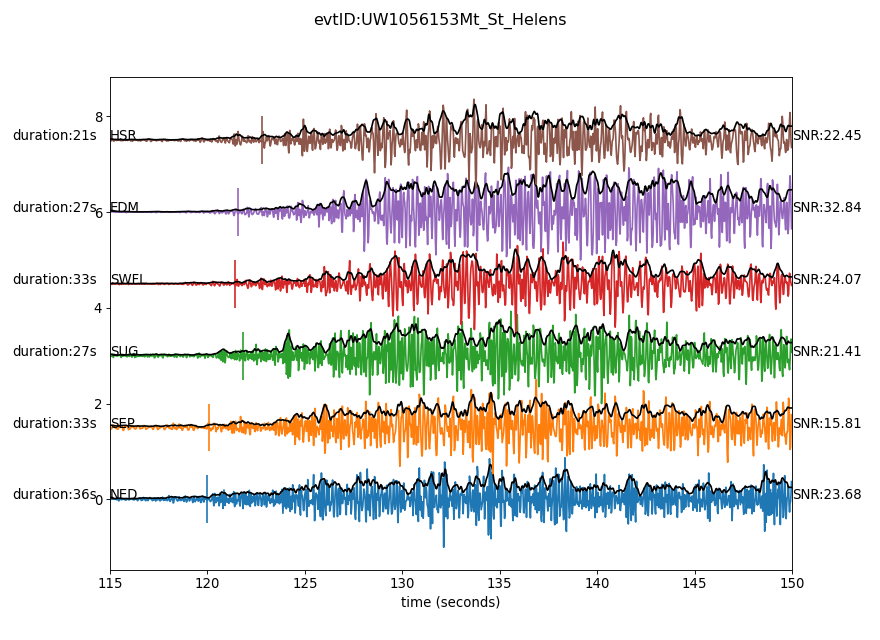 evtID:UW1056153Mt_St_Helens
8
duration:21s HSR SNR:22.45
duration:27s EDM SNR:32.84
6
duration:33s SWFL SNR:24.07
4
duration:27s SUG SNR:21.41
2
duration:33s SEP SNR:15.81
duration:36s NED SNR:23.68
0
115 120 125 130 135 140 145 150
time (seconds)